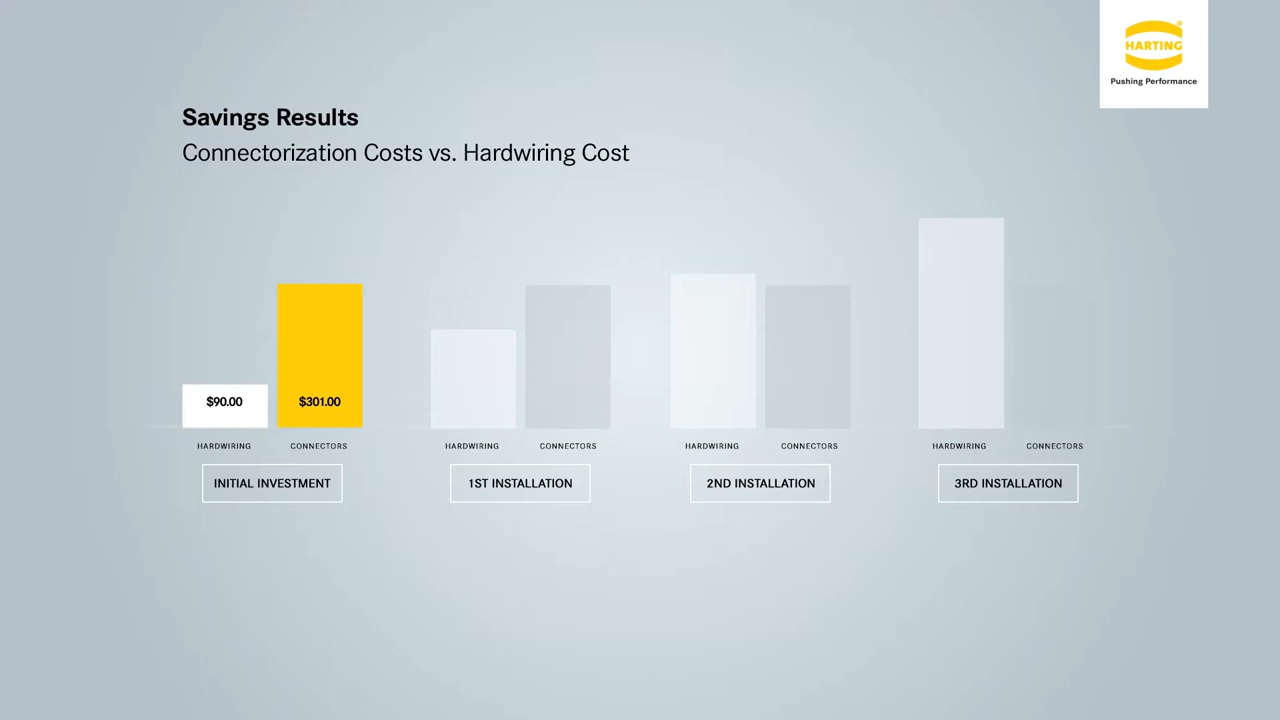 HARTING
Pushing Performance
Savings Results
Connectorization Costs vs. Hardwiring Cost
$90.00 $301.00
HARDWIRING CONNECTORS HARDWIRING CONNECTORS HARDWIRING CONNECTORS HARDWIRING CONNECTORS
INITIAL INVESTMENT 1ST INSTALLATION 2ND INSTALLATION 3RD INSTALLATION